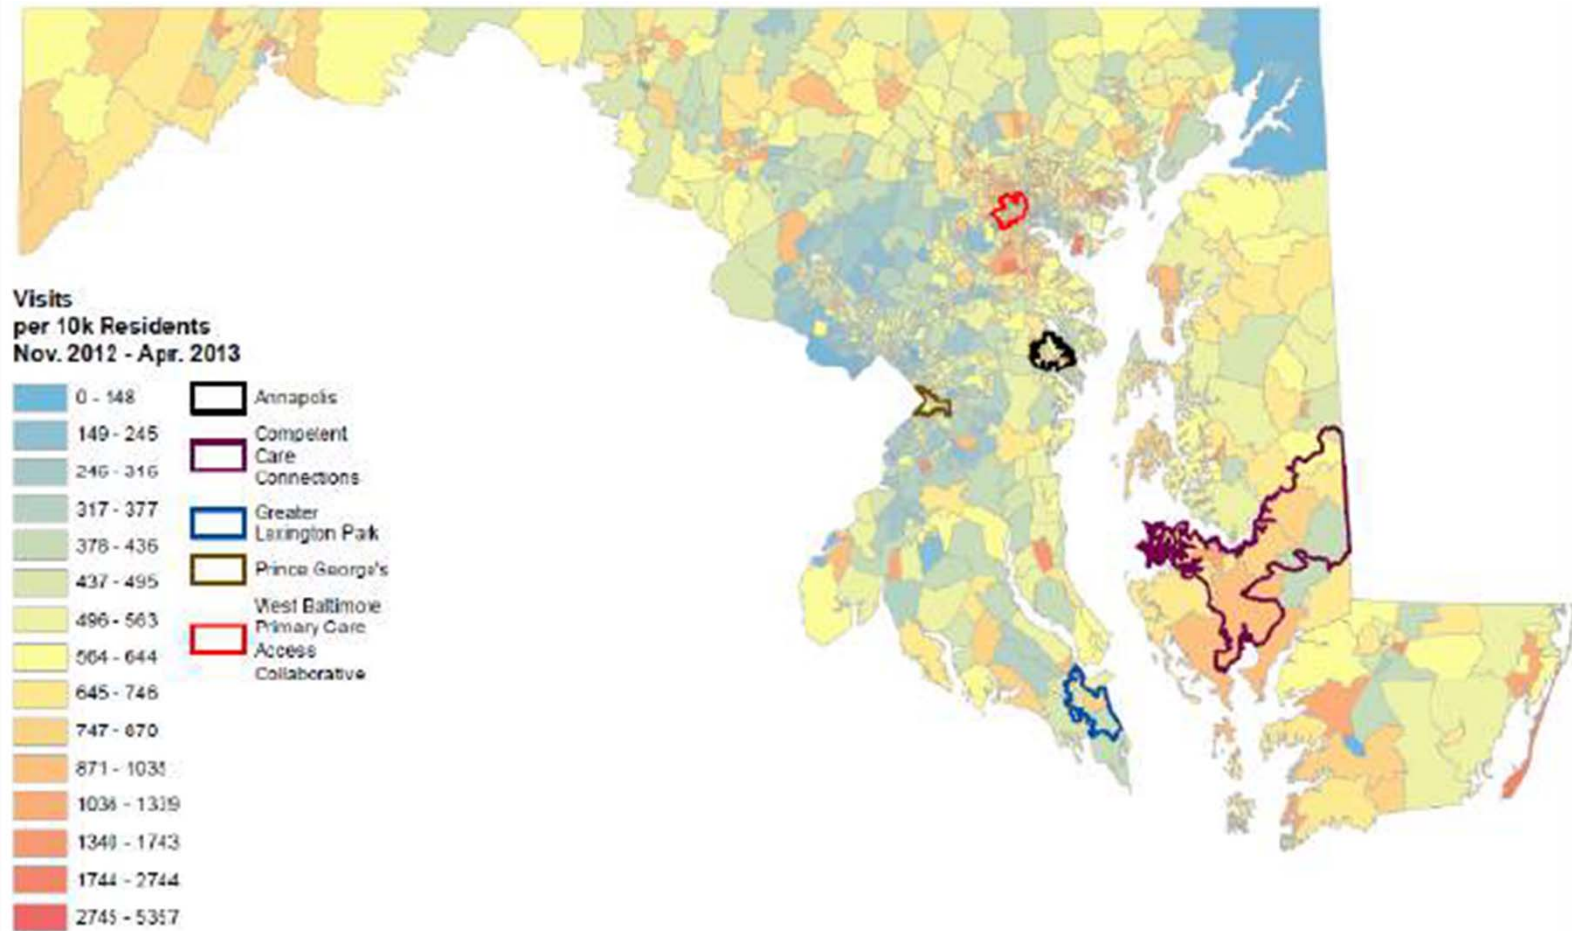 Visits
per 10k Residents
Nov. 2012 - Apr. 2013
0 - 148
149 - 245
246 - 316
317 - 377
378 - 436
437 - 495
496 - 563
564 - 644
645 - 746
747 - 870
871 - 1035
1036 - 1339
1340 - 1743
1744 - 2744
2745 - 5357
Annapolis
Competent
Care
Connections
Greater
Lexington Park
Prince George's
West Baltimore
Primary Care
Access
Collaborative